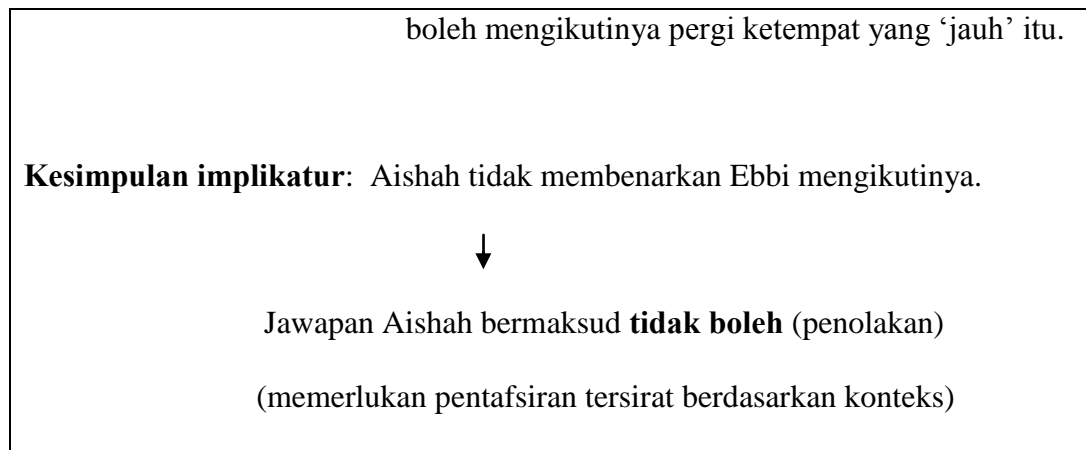 boleh mengikutinya pergi ketempat yang ‘jauh’ itu.
Kesimpulan implikatur: Aishah tidak membenarkan Ebbi mengikutinya.
Jawapan Aishah bermaksud tidak boleh (penolakan)
(memerlukan pentafsiran tersirat berdasarkan konteks)